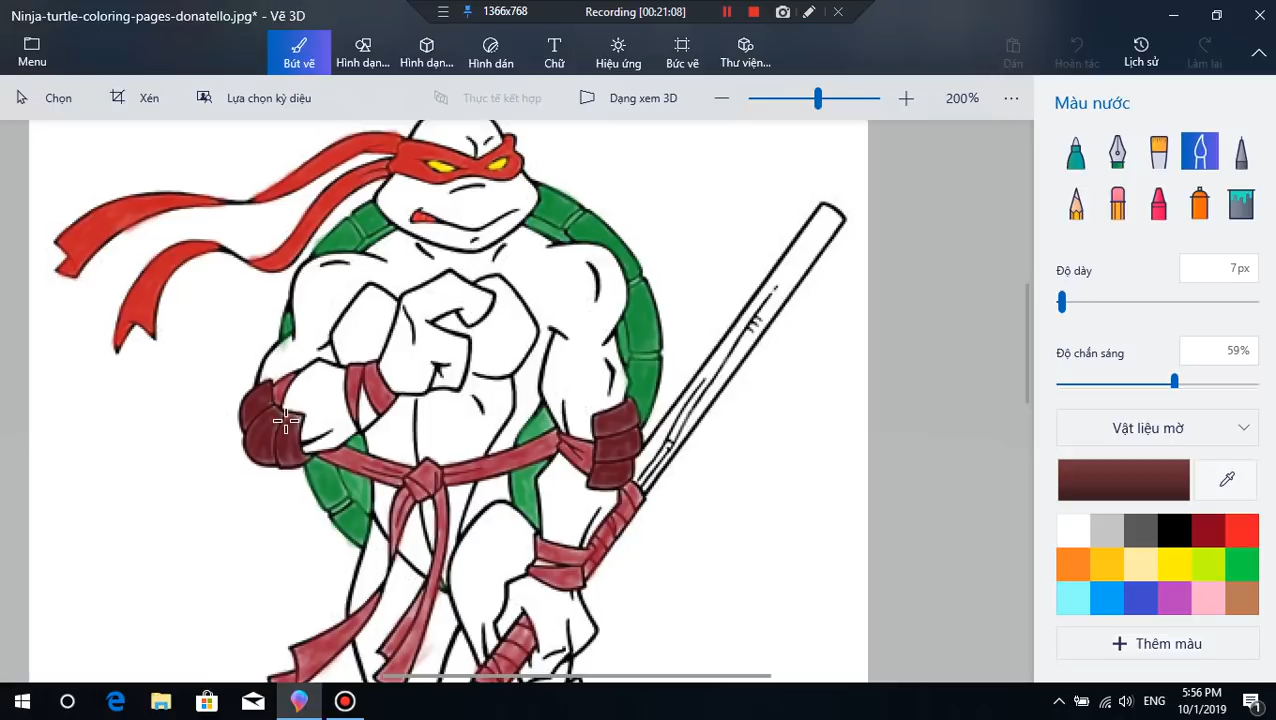 Ninja-turtle-coloring-pages-donatello.jpg* - Vẽ 3D
1366x768
Recording [00:21:08]
Menu
Bút vẽ
Hình dạn...
Hình dạn...
Hình dán
Chữ
Hiệu ứng
Bức vẽ
Thư viện...
Dán
Hoàn tác
Lịch sử
Làm lại
Chọn
Xén
Lựa chọn kỳ diệu
Thực tế kết hợp
Dạng xem 3D
200%
Màu nước
Độ dày
7px
Độ chắn sáng
59%
Vật liệu mờ
Thêm màu
ENG
5:56 PM
10/1/2019
1